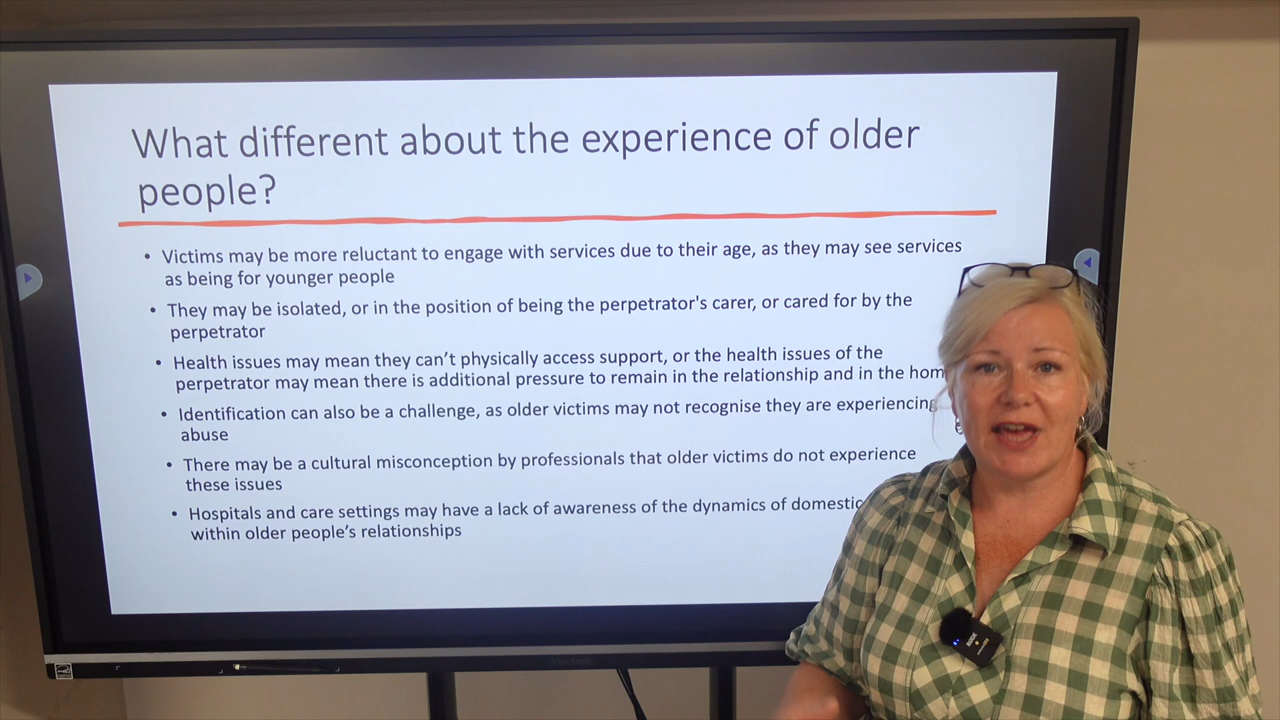 What different about the experience of older
people?
• Victims may be more reluctant to engage with services due to their age, as they may see services
as being for younger people
• They may be isolated, or in the position of being the perpetrator's carer, or cared for by the
perpetrator
• Health issues may mean they can't physically access support, or the health issues of the
perpetrator may mean there is additional pressure to remain in the relationship and in the hom
• Identification can also be a challenge, as older victims may not recognise they are experiencing
abuse
• There may be a cultural misconception by professionals that older victims do not experience
these issues
• Hospitals and care settings may have a lack of awareness of the dynamics of domestic
within older people's relationships
ViewSonic
RODE